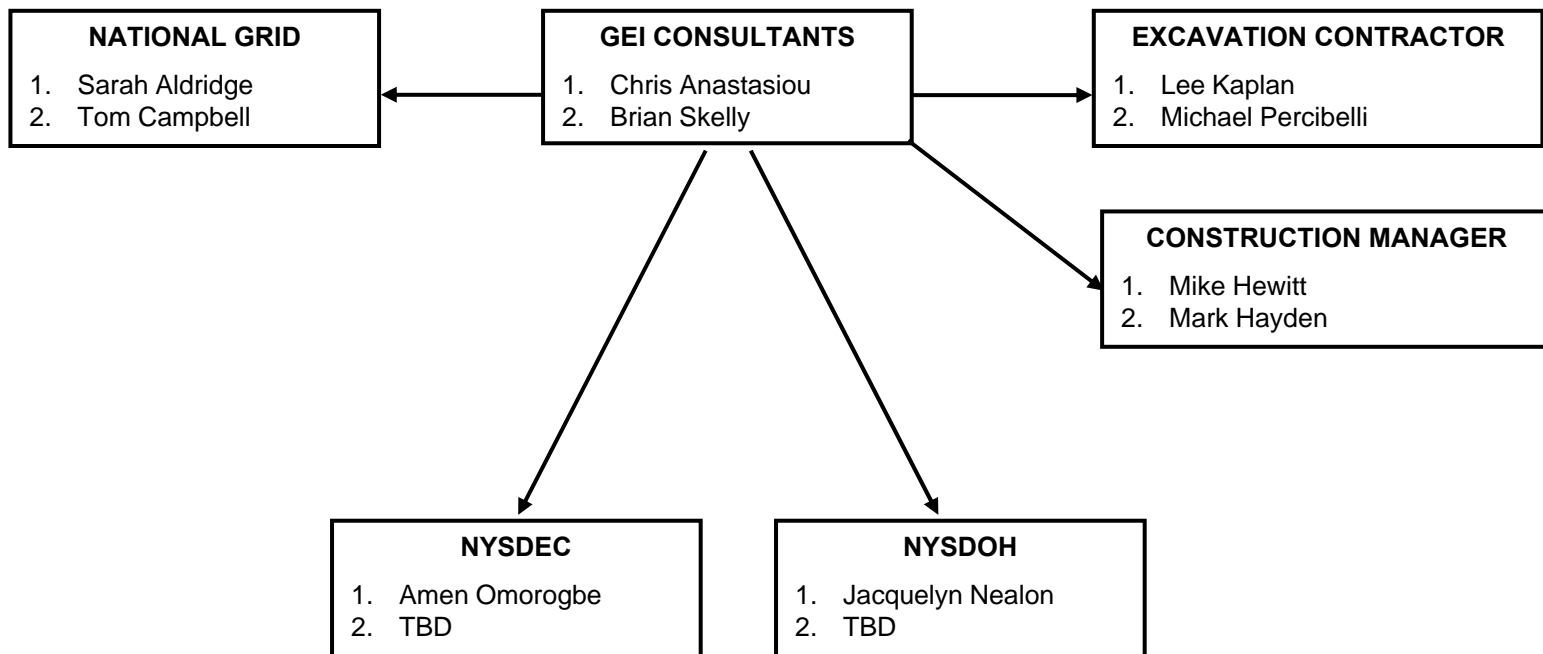 NATIONAL GRID
1. Sarah Aldridge
2. Tom Campbell
GEI CONSULTANTS
1. Chris Anastasiou
2. Brian Skelly
EXCAVATION CONTRACTOR
1. Lee Kaplan
2. Michael Percibelli
CONSTRUCTION MANAGER
1. Mike Hewitt
2. Mark Hayden
NYSDEC
1. Amen Omorogbe
2. TBD
NYSDOH
1. Jacquelyn Nealon
2. TBD